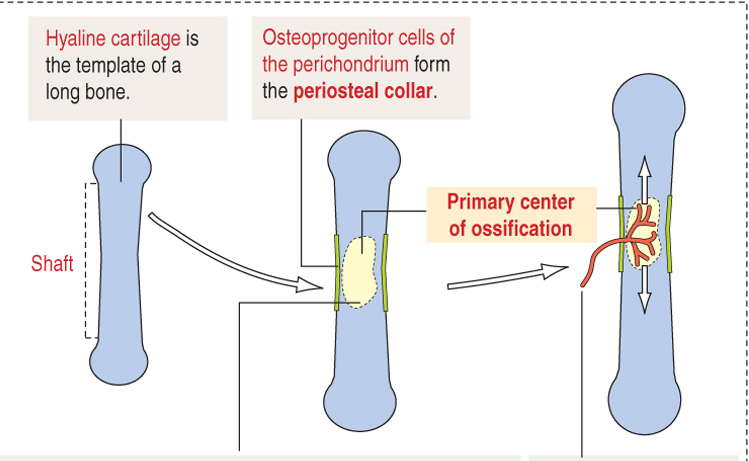 Hyaline cartilage is
the template of a
long bone.
Osteoprogenitor cells of
the perichondrium form
the periosteal collar.
Primary center
of ossification
Shaft